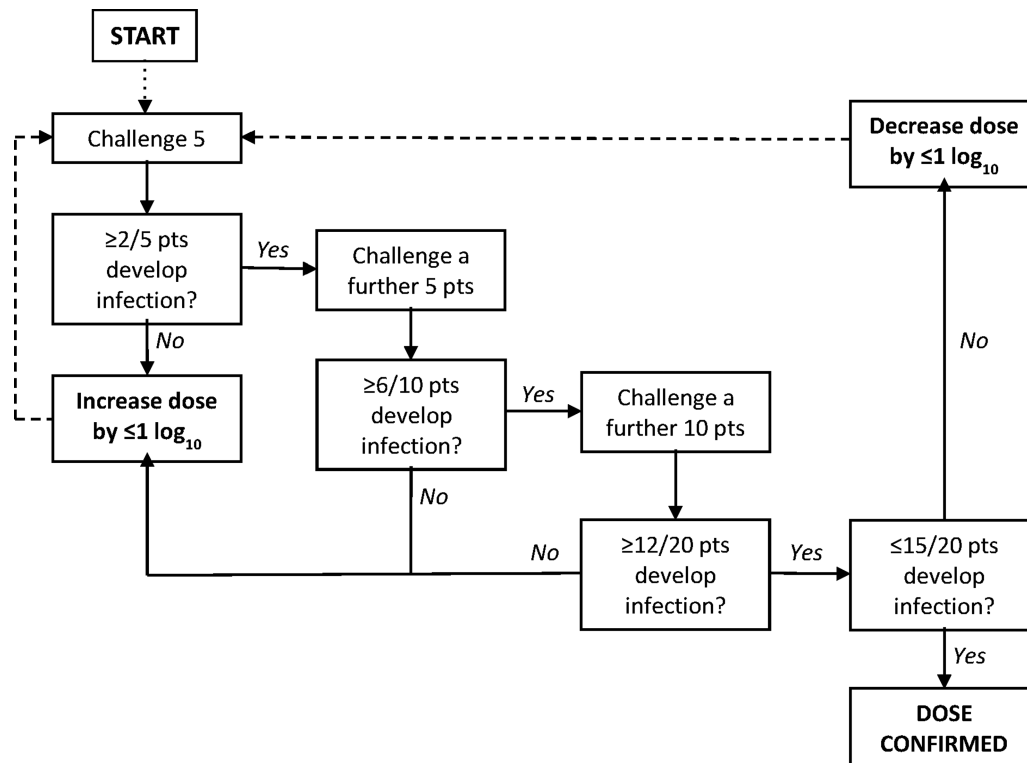 START
Challenge 5
Decrease dose
by ≤1 log₁₀
≥2/5 pts
develop
infection?
Yes
Challenge a
further 5 pts
No
No
Increase dose
by ≤1 log₁₀
≥6/10 pts
develop
infection?
Yes
Challenge a
further 10 pts
No
≥12/20 pts
develop
infection?
No
Yes
≤15/20 pts
develop
infection?
Yes
DOSE
CONFIRMED